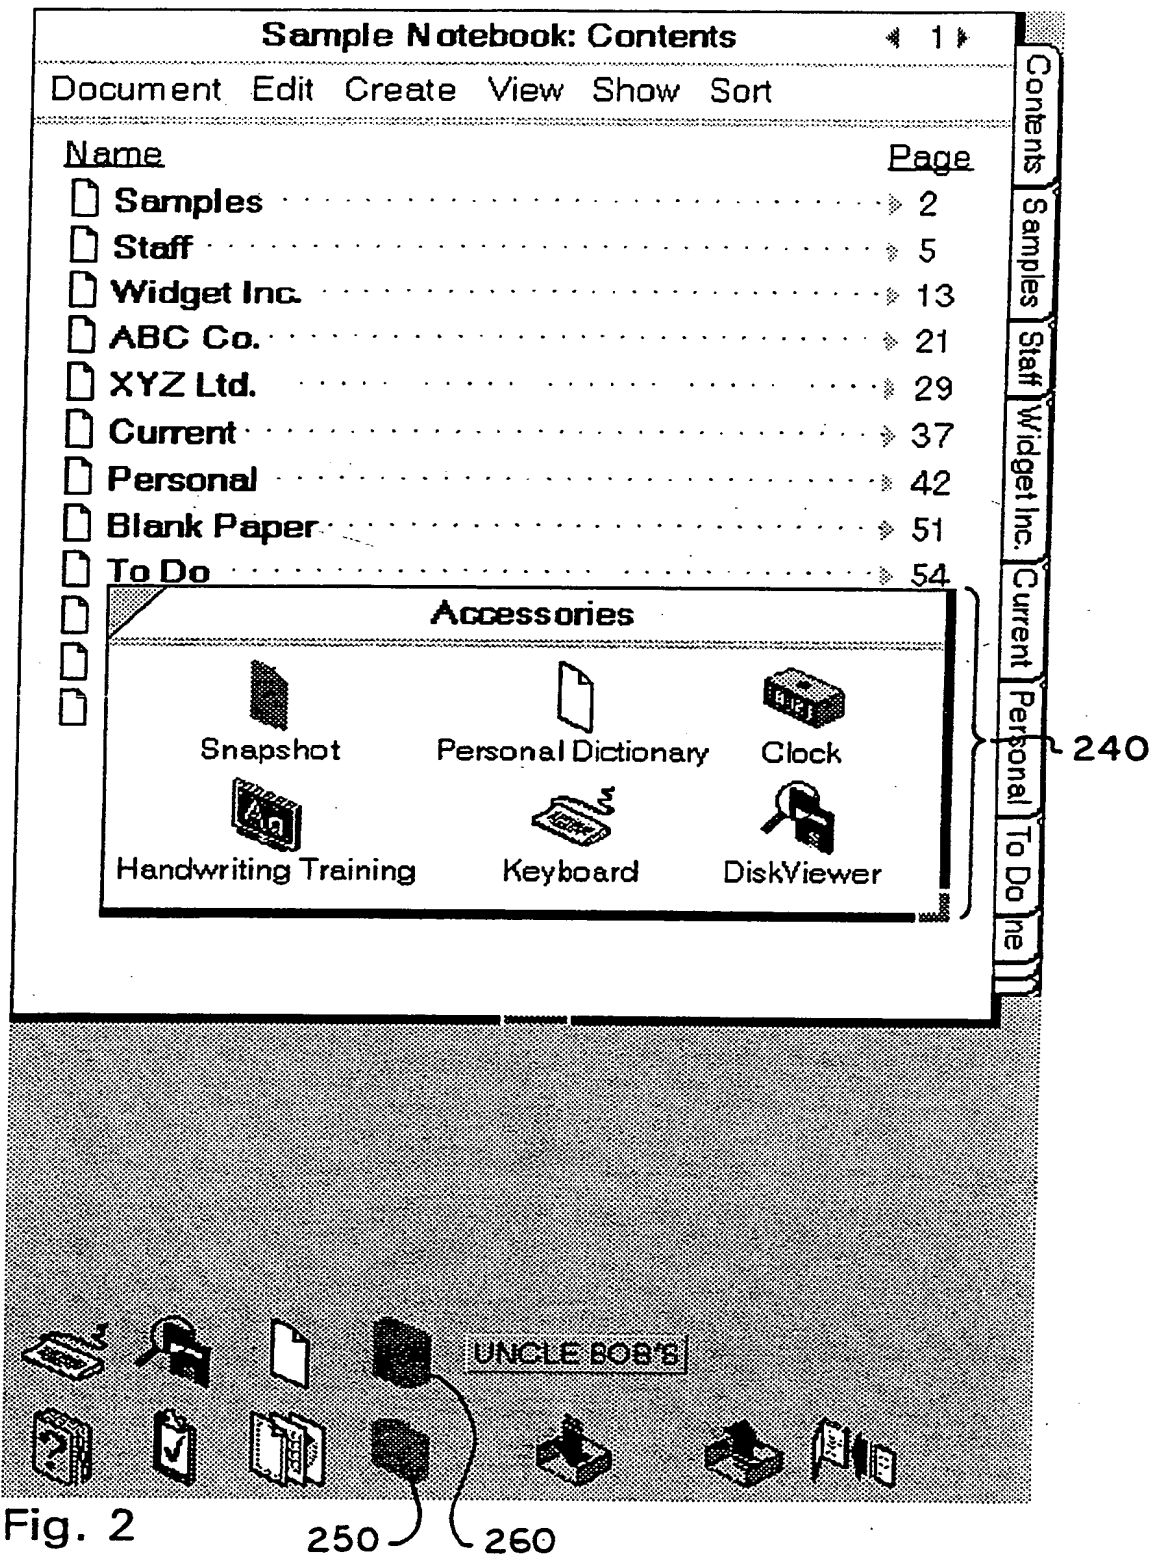 Sample Notebook: Contents 1
Document Edit Create View Show Sort
Name Page
Samples 2
Staff 5
Widget Inc. 13
ABC Co. 21
XYZ Ltd. 29
Current 37
Personal 42
Blank Paper 51
To Do 54
Accessories
Snapshot Personal Dictionary Clock
Handwriting Training Keyboard DiskViewer
Contents
Samples
Staff
Widget Inc.
Current
Personal
To Do
ne
240
An
UNCLE BOB'S
?
Fig. 2
250 260